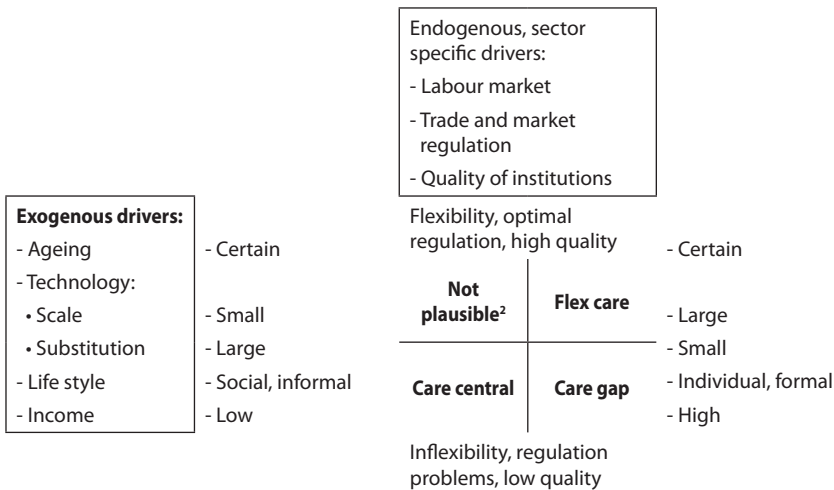 Endogenous, sector
specific drivers:
- Labour market
- Trade and market
regulation
- Quality of institutions
Flexibility, optimal
regulation, high quality
Exogenous drivers:
- Ageing
- Technology:
• Scale
• Substitution
- Life style
- Income
- Certain
- Small
- Large
- Social, informal
- Low
Not
plausible²
Flex care
Care central
Care gap
- Certain
- Large
- Small
- Individual, formal
- High
Inflexibility, regulation
problems, low quality